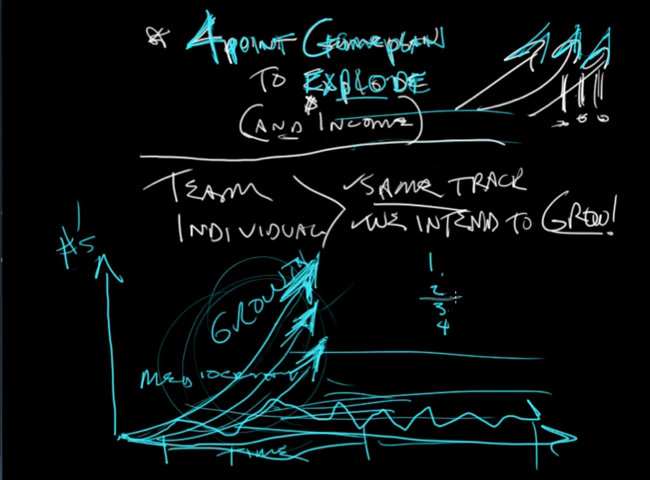 * 4 POINT Gameplan
TO EXPLODE
(AND INCOME)
TEAM
INDIVIDUAL
SAME TRACK
WE INTEND TO GROW!
#S
GROWTH
1.
2
3
4
TIME